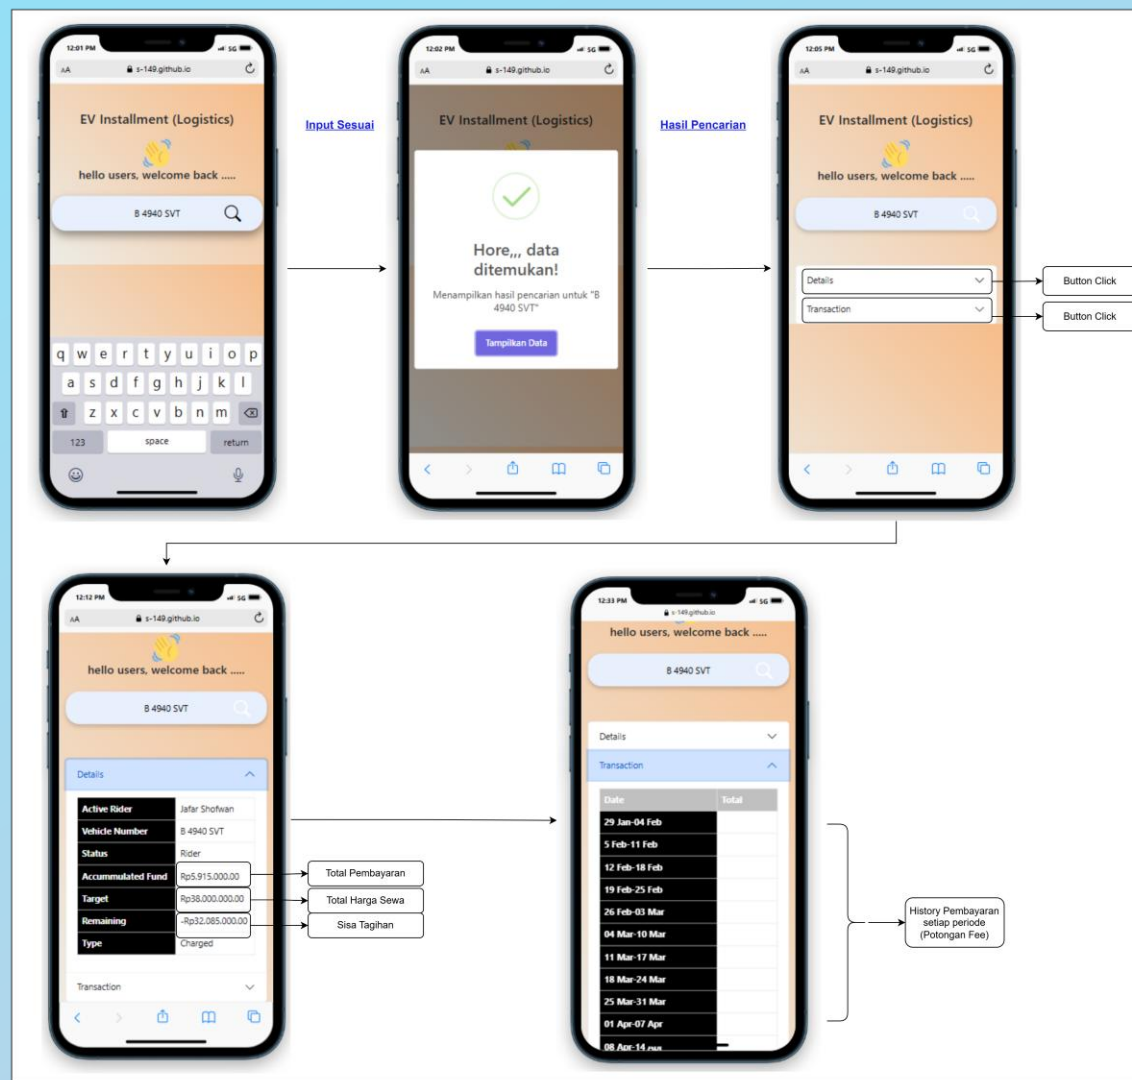 12:01 PM
5G
AA
s-149.github.io
EV Installment (Logistics)
hello users, welcome back .....
B 4940 SVT
q w e r t y u i o p
a s d f g h j k l
z x c v b n m
123
space
return
Input Sesuai
12:02 PM
5G
AA
s-149.github.io
EV Installment (Logistics)
Hore,,, data
ditemukan!
Menampilkan hasil pencarian untuk "B
4940 SVT"
Tampilkan Data
Hasil Pencarian
12:05 PM
5G
AA
s-149.github.io
EV Installment (Logistics)
hello users, welcome back .....
B 4940 SVT
Details
Transaction
Button Click
Button Click
12:12 PM
5G
AA
s-149.github.io
hello users, welcome back .....
B 4940 SVT
Details
Active Rider Jafar Shofwan
Vehicle Number B 4940 SVT
Status Rider
Accummulated Fund Rp5.915.000.00
Target Rp38.000.000.00
Remaining -Rp32.085.000.00
Type Charged
Transaction
Total Pembayaran
Total Harga Sewa
Sisa Tagihan
12:33 PM
5G
s-149.github.io
hello users, welcome back .....
B 4940 SVT
Details
Transaction
Date Total
29 Jan-04 Feb
5 Feb-11 Feb
12 Feb-18 Feb
19 Feb-25 Feb
26 Feb-03 Mar
04 Mar-10 Mar
11 Mar-17 Mar
18 Mar-24 Mar
25 Mar-31 Mar
01 Apr-07 Apr
08 Apr-14
History Pembayaran
setiap periode
(Potongan Fee)